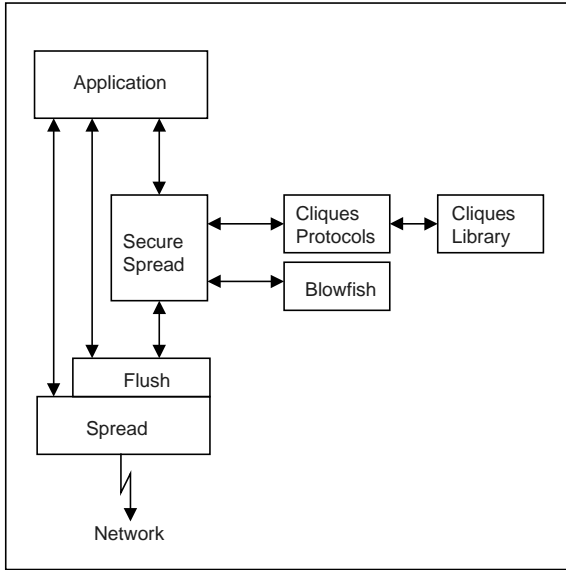 Application
Secure
Spread
Cliques
Protocols
Cliques
Library
Blowfish
Flush
Spread
Network